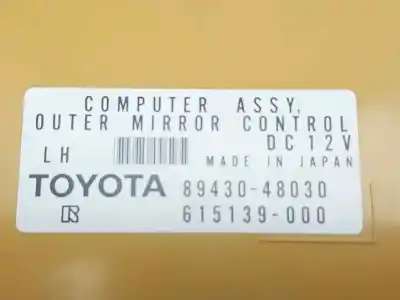 COMPUTER ASSY,
OUTER MIRROR CONTROL
DC12V
LH
MADE IN JAPAN
TOYOTA 89430-48030
615139-000